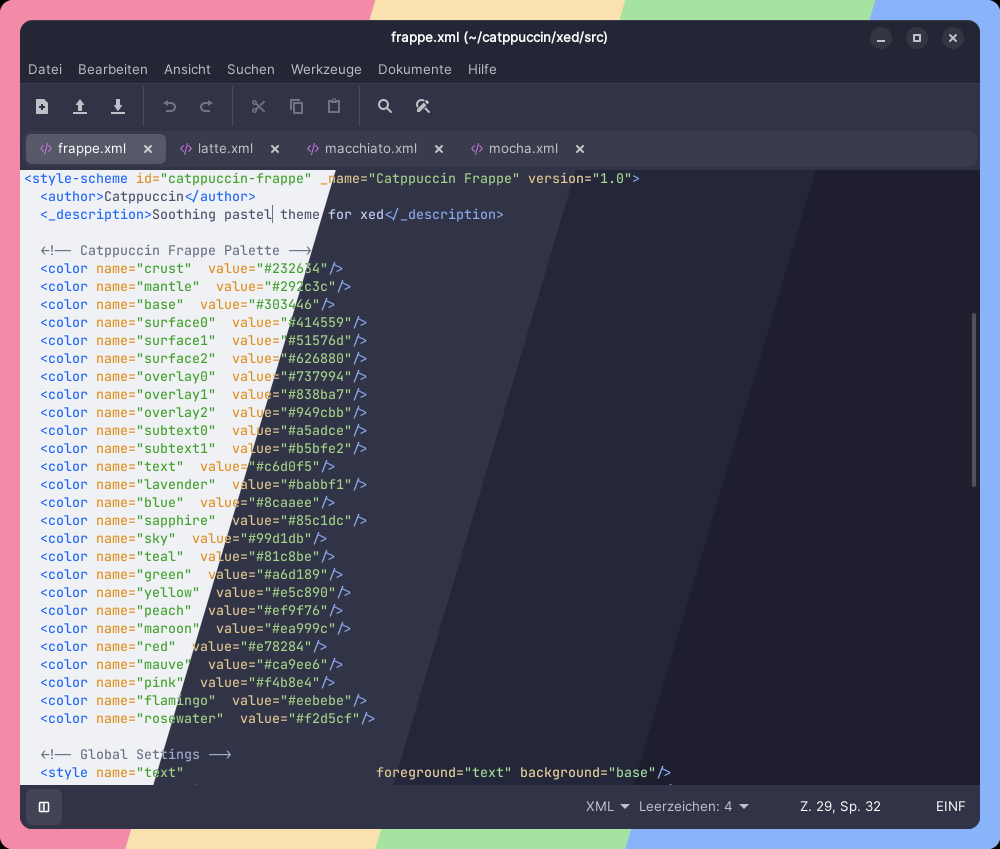 frappe.xml (~/catppuccin/xed/src)
Datei Bearbeiten Ansicht Suchen Werkzeuge Dokumente Hilfe
frappe.xml latte.xml macchiato.xml mocha.xml
<style-scheme id="catppuccin-frappe" _name="Catppuccin Frappe" version="1.0">
<author>Catppuccin</author>
<_description>Soothing pastel theme for xed</_description>
<!-- Catppuccin Frappe Palette -->
<color name="crust" value="#232634"/>
<color name="mantle" value="#292c3c"/>
<color name="base" value="#303446"/>
<color name="surface0" value="#414559"/>
<color name="surface1" value="#51576d"/>
<color name="surface2" value="#626880"/>
<color name="overlay0" value="#737994"/>
<color name="overlay1" value="#838ba7"/>
<color name="overlay2" value="#949cbb"/>
<color name="subtext0" value="#a5adce"/>
<color name="subtext1" value="#b5bfe2"/>
<color name="text" value="#c6d0f5"/>
<color name="lavender" value="#babbf1"/>
<color name="blue" value="#8caaee"/>
<color name="sapphire" value="#85c1dc"/>
<color name="sky" value="#99d1db"/>
<color name="teal" value="#81c8be"/>
<color name="green" value="#a6d189"/>
<color name="yellow" value="#e5c890"/>
<color name="peach" value="#ef9f76"/>
<color name="maroon" value="#ea999c"/>
<color name="red" value="#e78284"/>
<color name="mauve" value="#ca9ee6"/>
<color name="pink" value="#f4b8e4"/>
<color name="flamingo" value="#eebebe"/>
<color name="rosewater" value="#f2d5cf"/>
<!-- Global Settings -->
<style name="text" foreground="text" background="base"/>
XML Leerzeichen: 4 Z. 29, Sp. 32 EINF